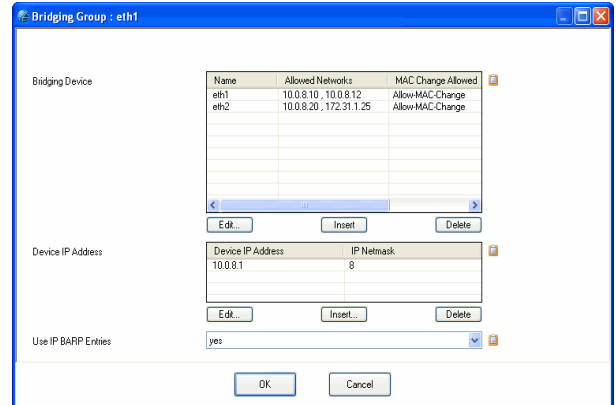 Bridging Group : eth1
Bridging Device
Name Allowed Networks MAC Change Allowed
eth1 10.0.8.10 , 10.0.8.12 Allow-MAC-Change
eth2 10.0.8.20 , 172.31.1.25 Allow-MAC-Change
Edit... Insert Delete
Device IP Address
Device IP Address IP Netmask
10.0.8.1 8
Edit... Insert... Delete
Use IP BARP Entries yes
OK Cancel